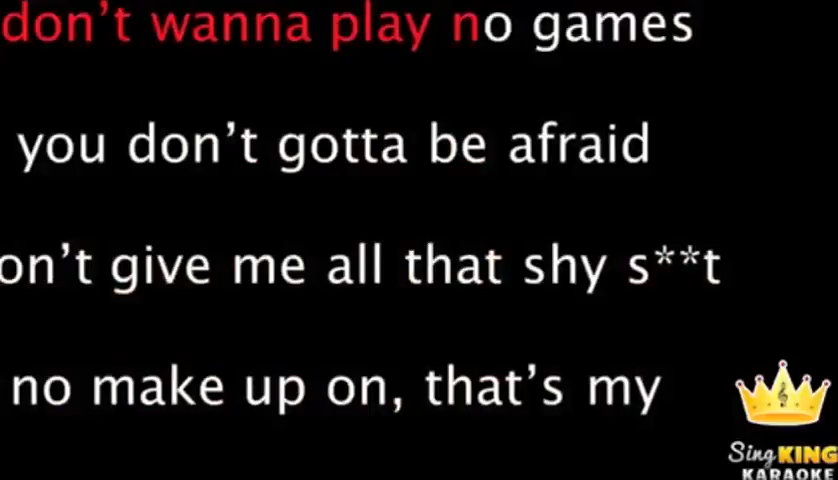 don't wanna play no games
you don't gotta be afraid
on't give me all that shy s**t
no make up on, that's my
Sing KING
KARAOKE